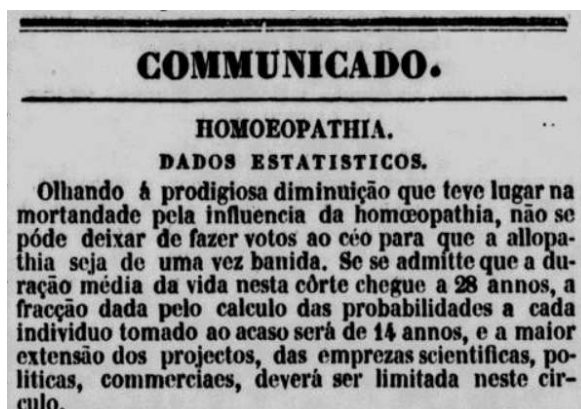 COMMUNICADO.
HOMOEOPATHIA.
DADOS ESTATISTICOS.
Olhando á prodigiosa diminuição que teve lugar na
mortandade pela influencia da homœopathia, não se
póde deixar de fazer votos ao céo para que a allopa-
thia seja de uma vez banida. Se se admitte que a du-
ração média da vida nesta côrte chegue a 28 annos, a
fracção dada pelo calculo das probabilidades a cada
individuo tomado ao acaso será de 14 annos, e a maior
extensão dos projectos, das emprezas scientificas, po-
liticas, commerciaes, deverá ser limitada neste cir-
culo.